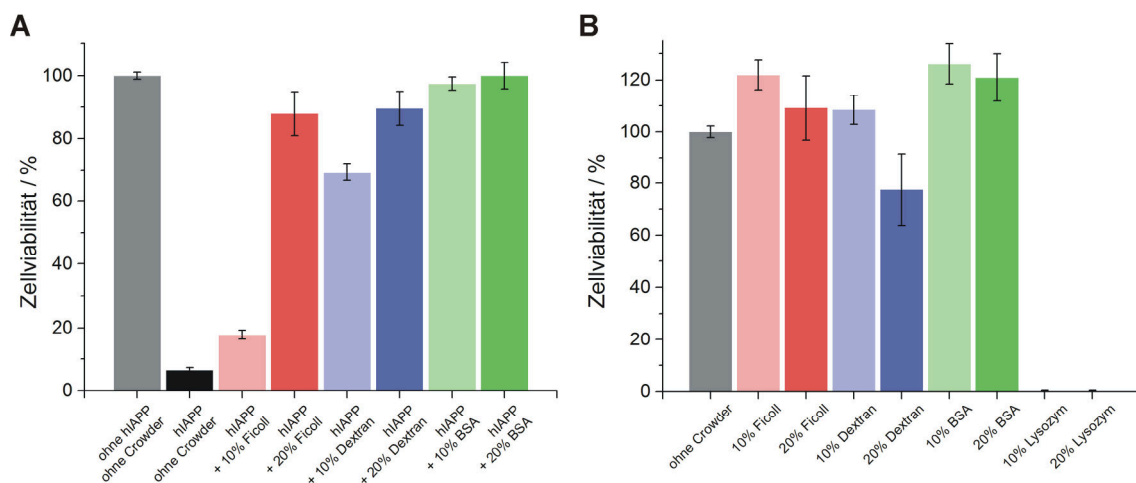 A
Zellviabilität / %
100
80
60
40
20
0
ohne hIAPP
ohne Crowder
hIAPP
ohne Crowder
hIAPP
+ 10% Ficoll
hIAPP
+ 20% Ficoll
hIAPP
+ 10% Dextran
hIAPP
+ 20% Dextran
hIAPP
+ 10% BSA
hIAPP
+ 20% BSA
B
Zellviabilität / %
120
100
80
60
40
20
0
ohne Crowder
10% Ficoll
20% Ficoll
10% Dextran
20% Dextran
10% BSA
20% BSA
10% Lysozym
20% Lysozym